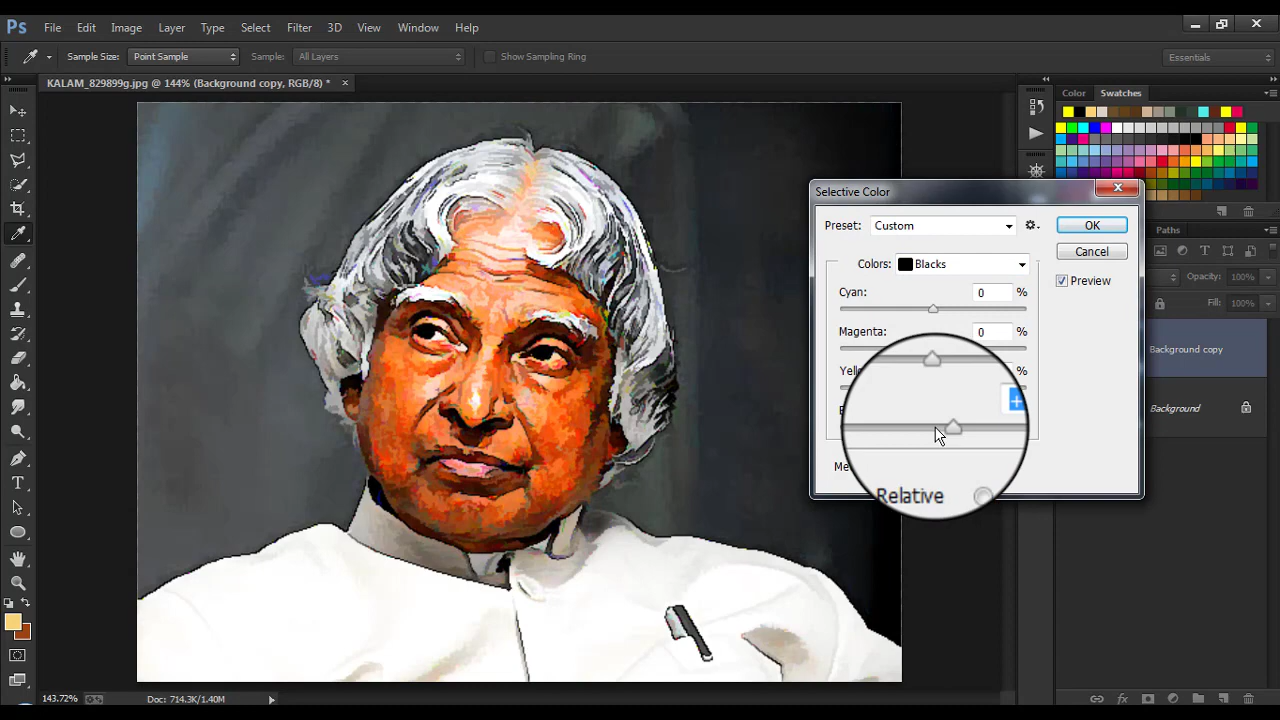 Ps File Edit Image Layer Type Select Filter 3D View Window Help
Sample Size: Point Sample Sample: All Layers Show Sampling Ring Essentials
KALAM_829899g.jpg @ 144% (Background copy, RGB/8) * ×
Color Swatches
Selective Color
Preset: Custom OK
Cancel
Colors: Blacks
Preview
Cyan: 0 %
Magenta: 0 %
%
+
Relative
Paths
Opacity: 100%
Fill: 100%
Background copy
Background
T
fx
143.72% Doc: 714.3K/1.40M